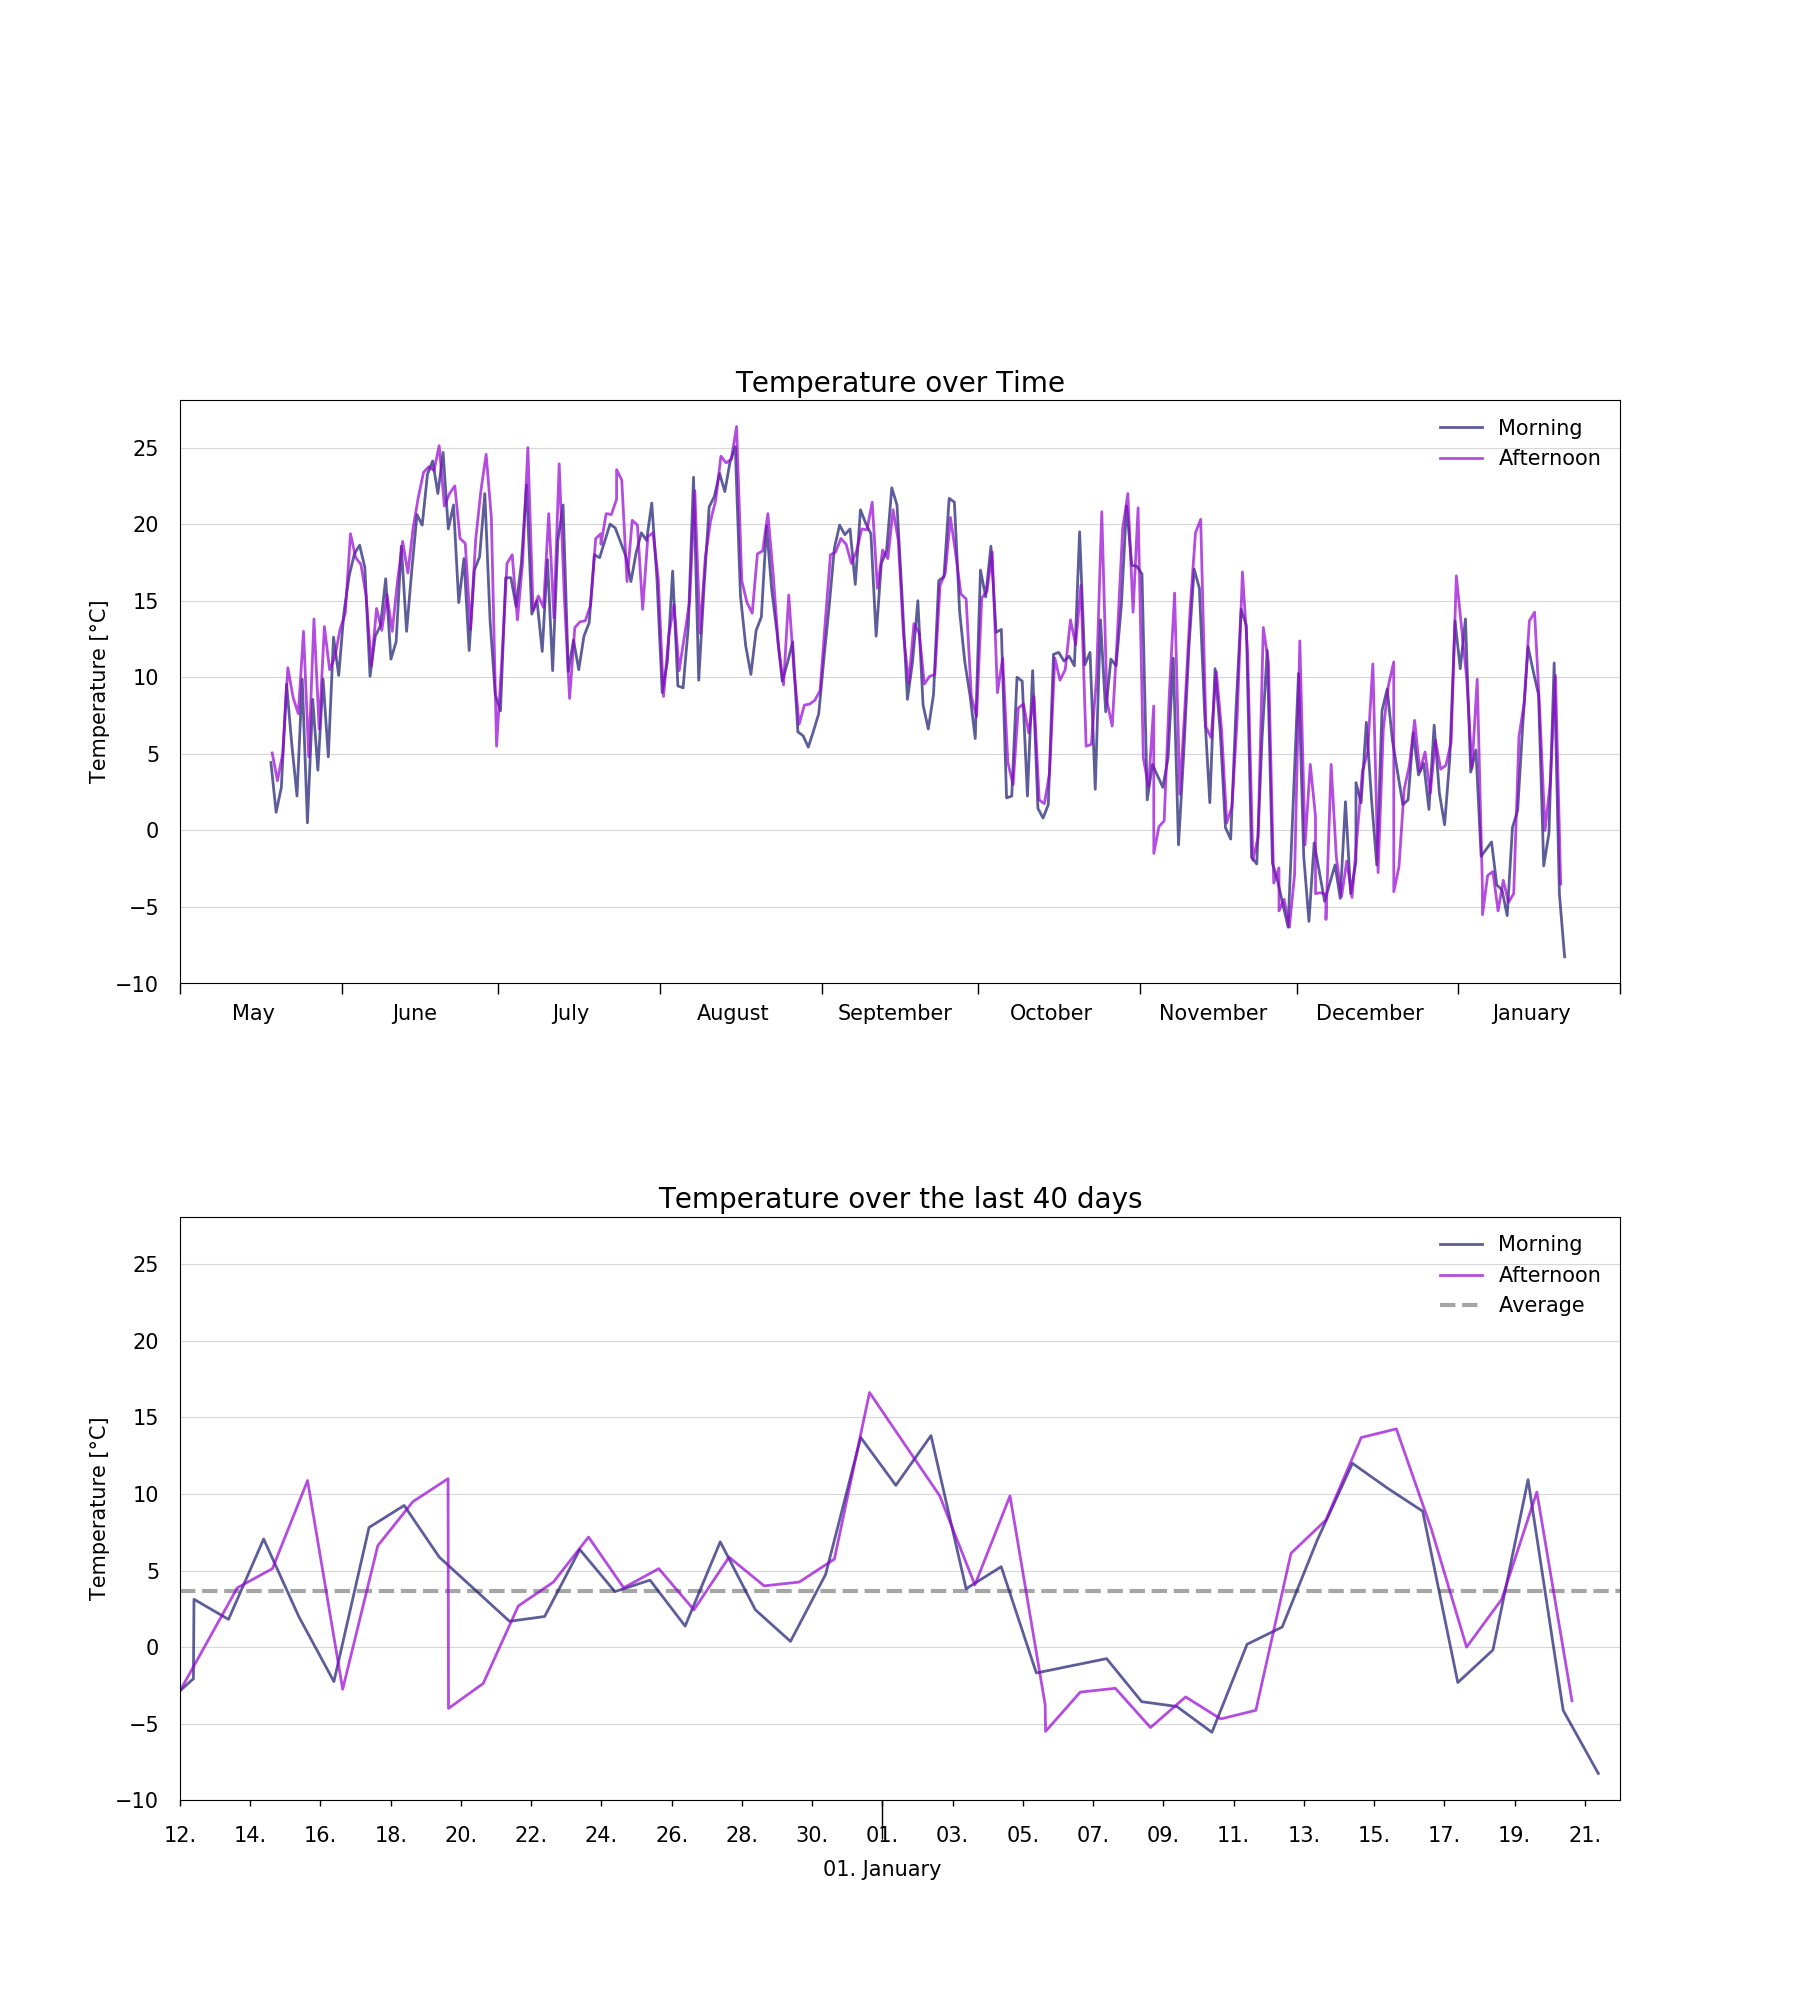 Temperature over Time
Temperature [°C]
25
20
15
10
5
0
−5
−10
Morning
Afternoon
May June July August September October November December January
Temperature over the last 40 days
Temperature [°C]
25
20
15
10
5
0
−5
−10
Morning
Afternoon
Average
12. 14. 16. 18. 20. 22. 24. 26. 28. 30. 01. 03. 05. 07. 09. 11. 13. 15. 17. 19. 21.
01. January